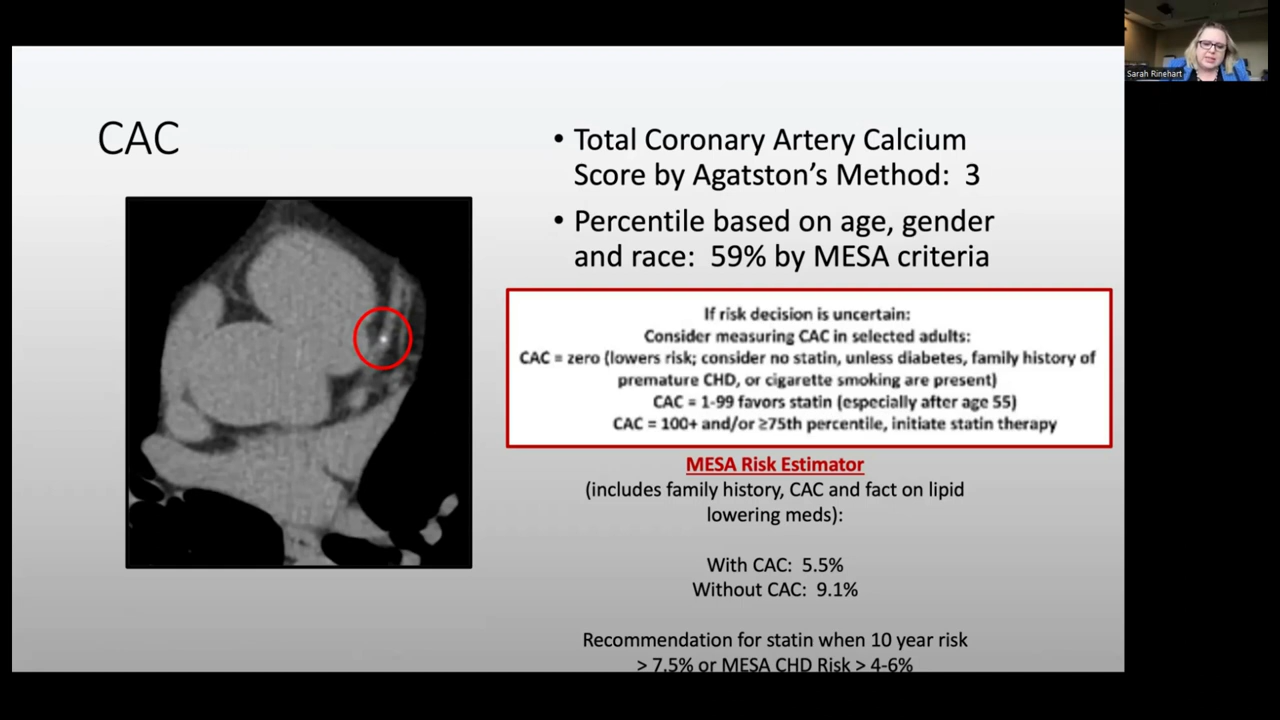 Sarah Rinehart
CAC
• Total Coronary Artery Calcium
Score by Agatston's Method: 3
• Percentile based on age, gender
and race: 59% by MESA criteria
If risk decision is uncertain:
Consider measuring CAC in selected adults:
CAC = zero (lowers risk; consider no statin, unless diabetes, family history of
premature CHD, or cigarette smoking are present)
CAC = 1-99 favors statin (especially after age 55)
CAC = 100+ and/or ≥75th percentile, initiate statin therapy
MESA Risk Estimator
(includes family history, CAC and fact on lipid
lowering meds):
With CAC: 5.5%
Without CAC: 9.1%
Recommendation for statin when 10 year risk
> 7.5% or MESA CHD Risk > 4-6%